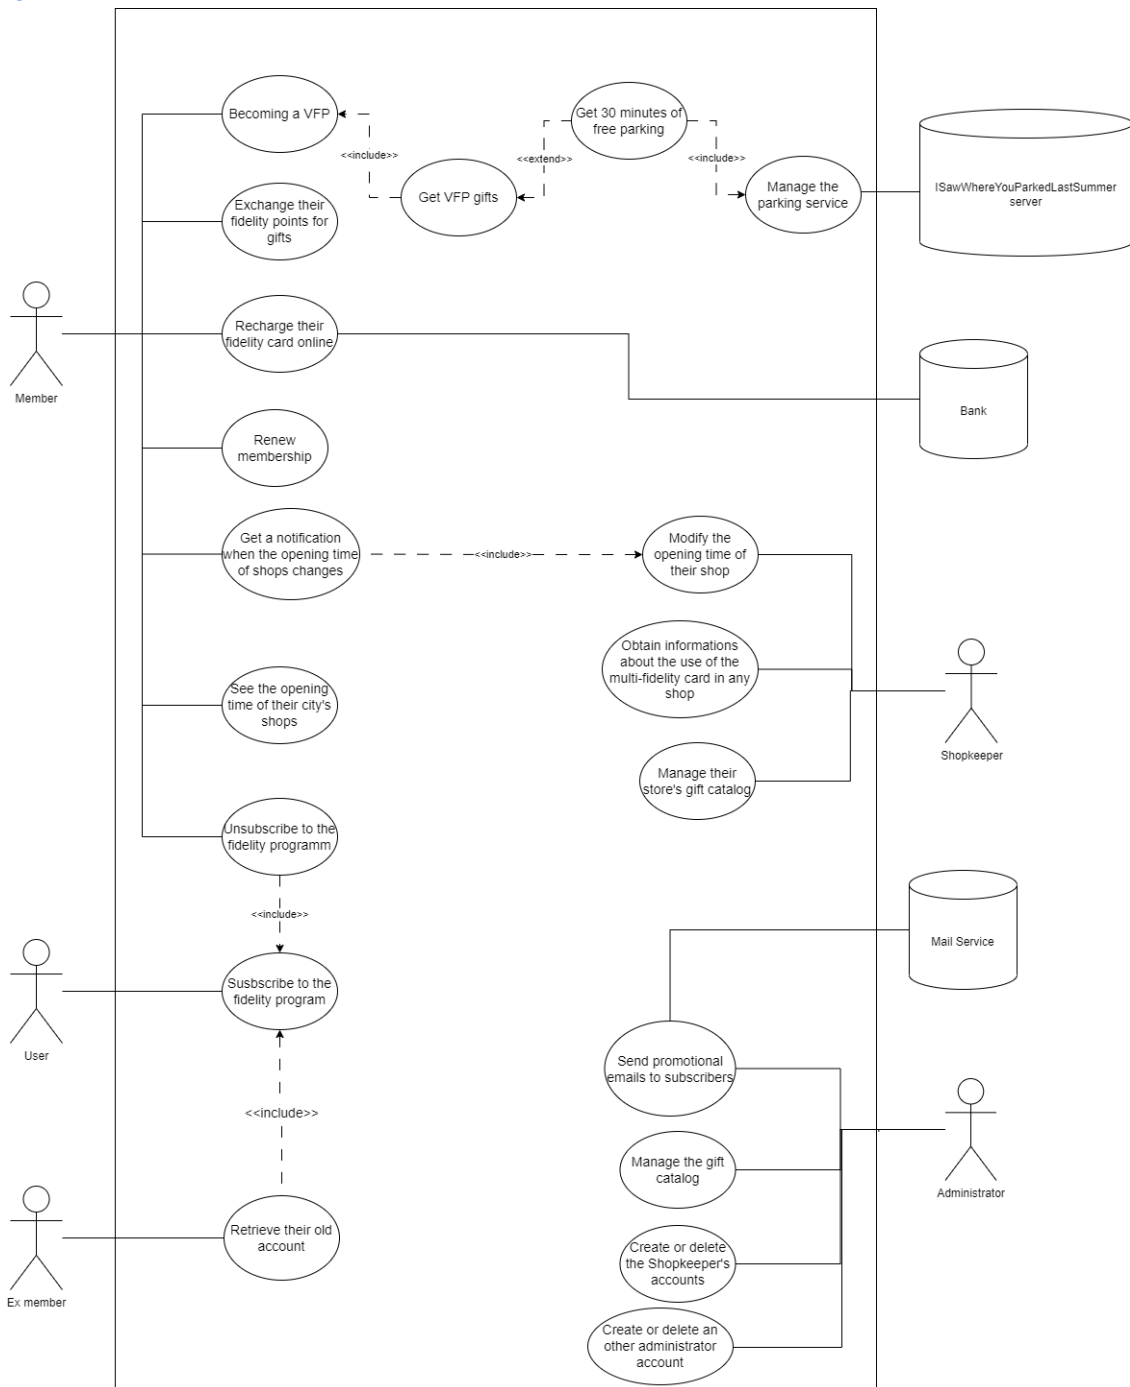 Becoming a VFP
<<include>>
Get VFP gifts
<<extend>>
Get 30 minutes of
free parking
<<include>>
Manage the
parking service
ISawWhereYouParkedLastSummer
server
Exchange their
fidelity points for
gifts
Member
Recharge their
fidelity card online
Bank
Renew
membership
Get a notification
when the opening time
of shops changes
<<include>>
Modify the
opening time of
their shop
Obtain informations
about the use of the
multi-fidelity card in any
shop
Shopkeeper
See the opening
time of their city's
shops
Manage their
store's gift catalog
Unsubscribe to the
fidelity programm
<<include>>
Mail Service
User
Susbscribe to the
fidelity program
<<include>>
Send promotional
emails to subscribers
Manage the gift
catalog
Administrator
Ex member
Retrieve their old
account
Create or delete
the Shopkeeper's
accounts
Create or delete an
other administrator
account